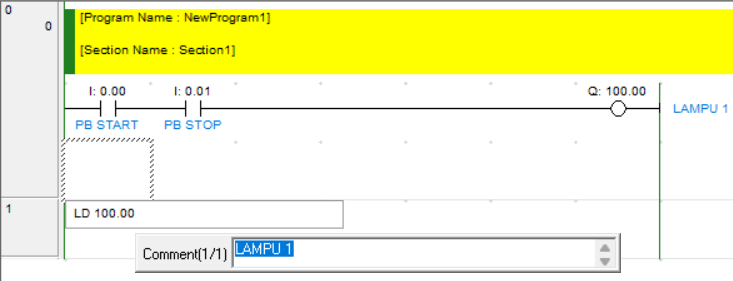 0
0
[Program Name : NewProgram1]
[Section Name : Section1]
I: 0.00 I: 0.01 Q: 100.00
PB START PB STOP LAMPU 1
1
LD 100.00
Comment(1/1) LAMPU 1